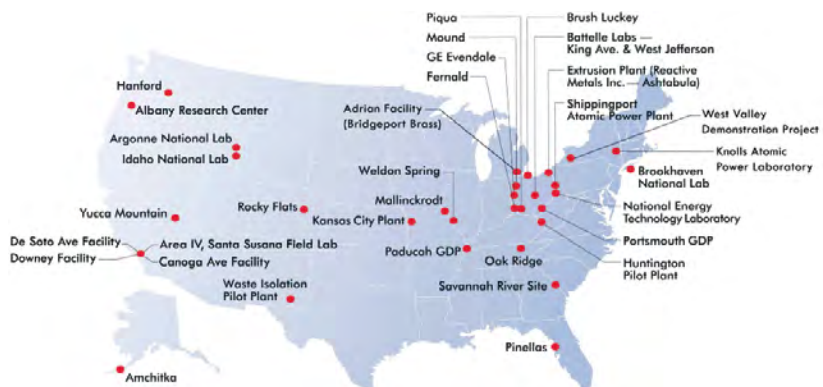 Piqua
Mound
GE Evendale
Fernald
Brush Luckey
Battelle Labs —
King Ave. & West Jefferson
Extrusion Plant (Reactive
Metals Inc. — Ashtabula)
Shippingport
Atomic Power Plant
West Valley
Demonstration Project
Knolls Atomic
Power Laboratory
Brookhaven
National Lab
National Energy
Technology Laboratory
Portsmouth GDP
Huntington
Pilot Plant
Adrian Facility
(Bridgeport Brass)
Hanford
Albany Research Center
Argonne National Lab
Idaho National Lab
Weldon Spring
Mallinckrodt
Rocky Flats
Kansas City Plant
Yucca Mountain
De Soto Ave Facility
Downey Facility
Area IV, Santa Susana Field Lab
Canoga Ave Facility
Paducah GDP
Oak Ridge
Waste Isolation
Pilot Plant
Savannah River Site
Pinellas
Amchitka